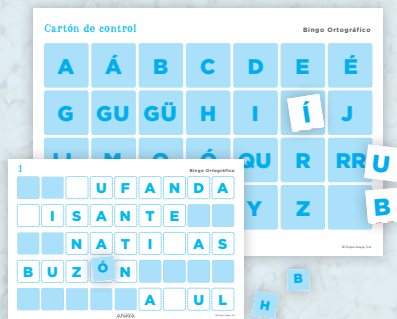 Cartón de control
Bingo Ortográfico
A Á B C D E É
G GU GÜ H I Í J
QU R RR
Y Z
U
B
1
Bingo Ortográfico
U F A N D A
I S A N T E
N A T I A S
B U Z Ó N
A U L
ANAYA
B
H